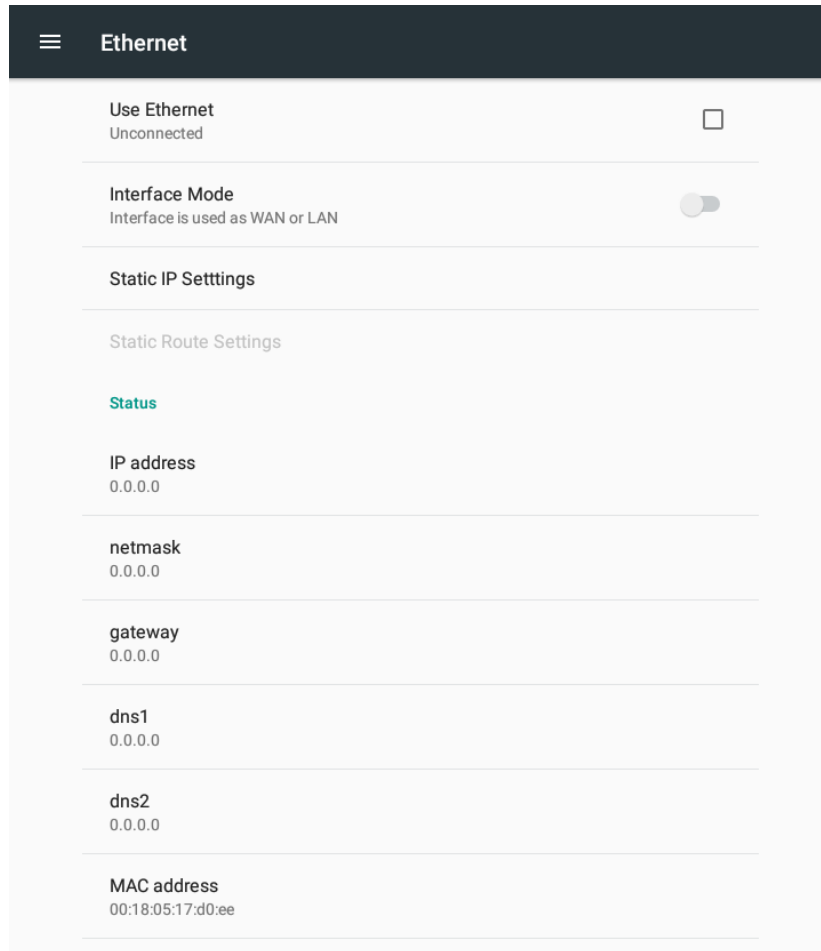 Ethernet
Use Ethernet
Unconnected
Interface Mode
Interface is used as WAN or LAN
Static IP Setttings
Static Route Settings
Status
IP address
0.0.0.0
netmask
0.0.0.0
gateway
0.0.0.0
dns1
0.0.0.0
dns2
0.0.0.0
MAC address
00:18:05:17:d0:ee